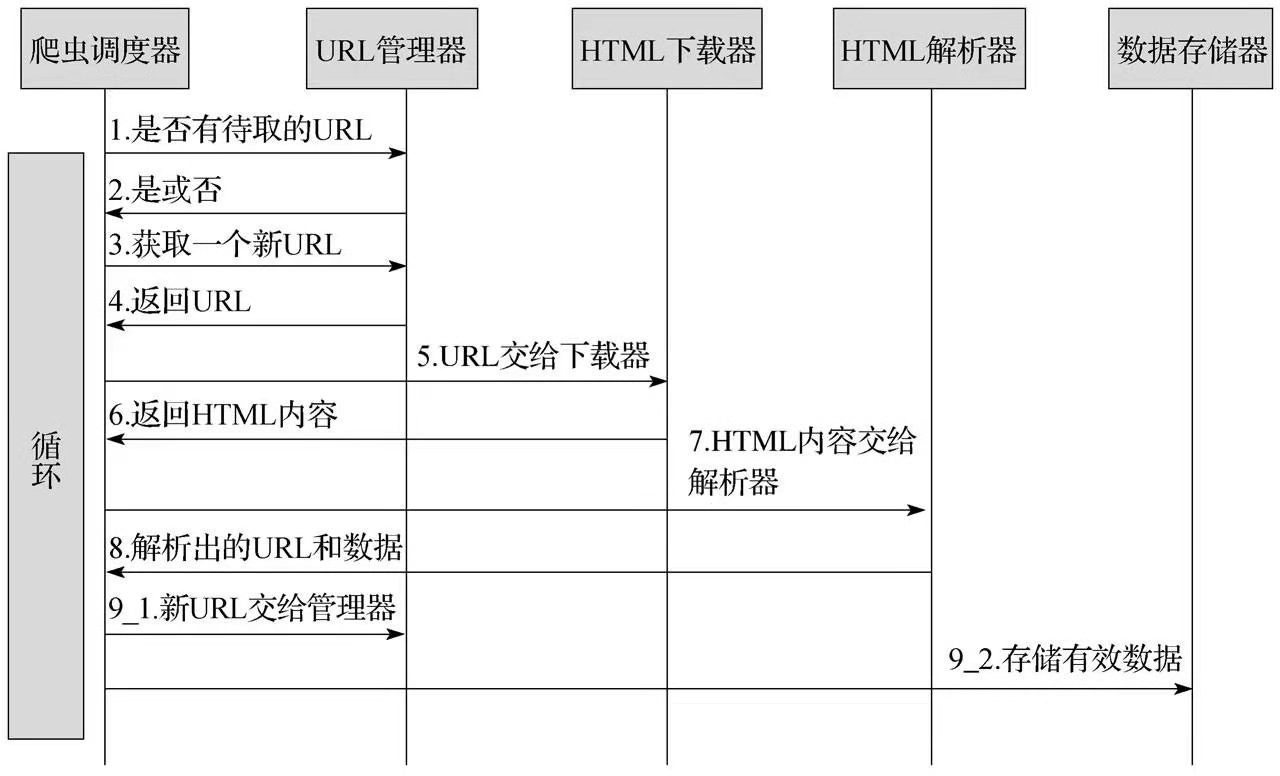 爬虫调度器
URL管理器
HTML下载器
HTML解析器
数据存储器
1.是否有待取的URL
2.是或否
3.获取一个新URL
4.返回URL
5.URL交给下载器
6.返回HTML内容
7.HTML内容交给
解析器
循
环
8.解析出的URL和数据
9_1.新URL交给管理器
9_2.存储有效数据